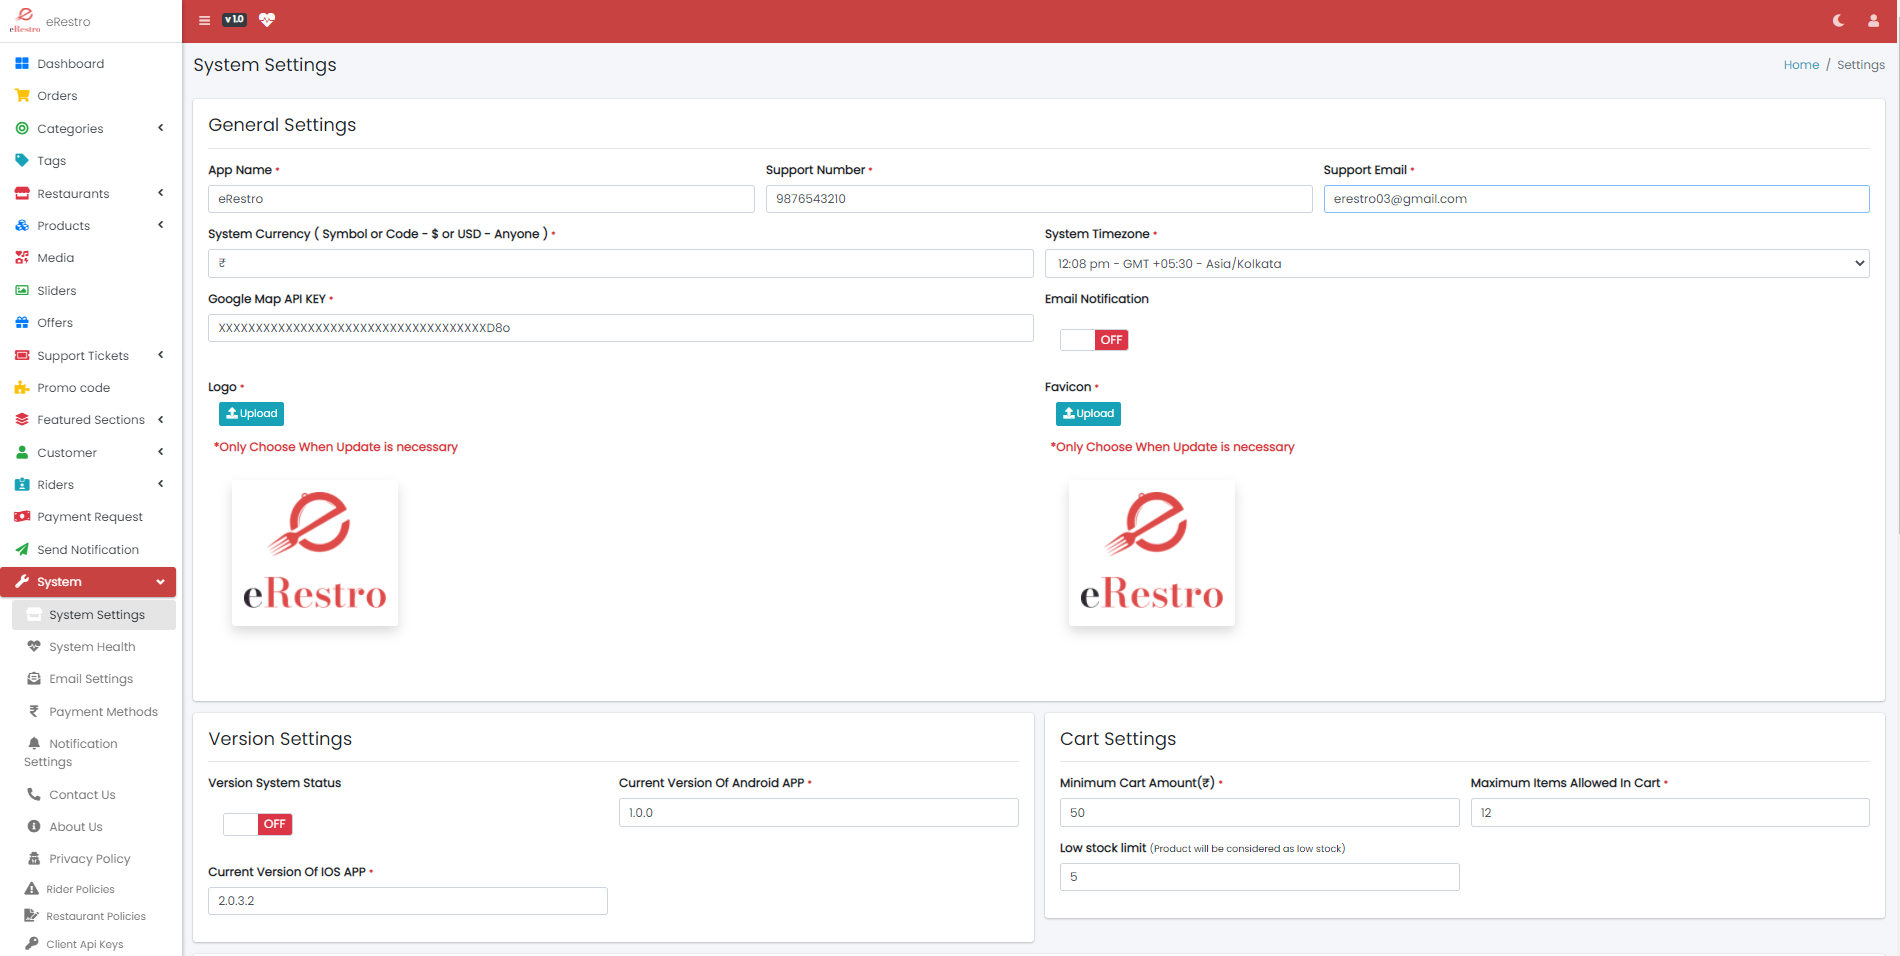 eRestro
eRestro
v 1.0
Dashboard
Orders
Categories
Tags
Restaurants
Products
Media
Sliders
Offers
Support Tickets
Promo code
Featured Sections
Customer
Riders
Payment Request
Send Notification
System
System Settings
System Health
Email Settings
₹ Payment Methods
Notification
Settings
Contact Us
About Us
Privacy Policy
Rider Policies
Restaurant Policies
Client Api Keys
System Settings
Home / Settings
General Settings
App Name *
Support Number *
Support Email *
eRestro
9876543210
erestro03@gmail.com
System Currency ( Symbol or Code - $ or USD - Anyone ) *
System Timezone *
₹
12:08 pm - GMT +05:30 - Asia/Kolkata
Google Map API KEY *
Email Notification
XXXXXXXXXXXXXXXXXXXXXXXXXXXXXXXXXXXXD8o
OFF
Logo *
Favicon *
Upload
Upload
*Only Choose When Update is necessary
*Only Choose When Update is necessary
eRestro
eRestro
Version Settings
Version System Status
Current Version Of Android APP *
1.0.0
OFF
Current Version Of IOS APP *
2.0.3.2
Cart Settings
Minimum Cart Amount(₹) *
Maximum Items Allowed In Cart *
50
12
Low stock limit (Product will be considered as low stock)
5